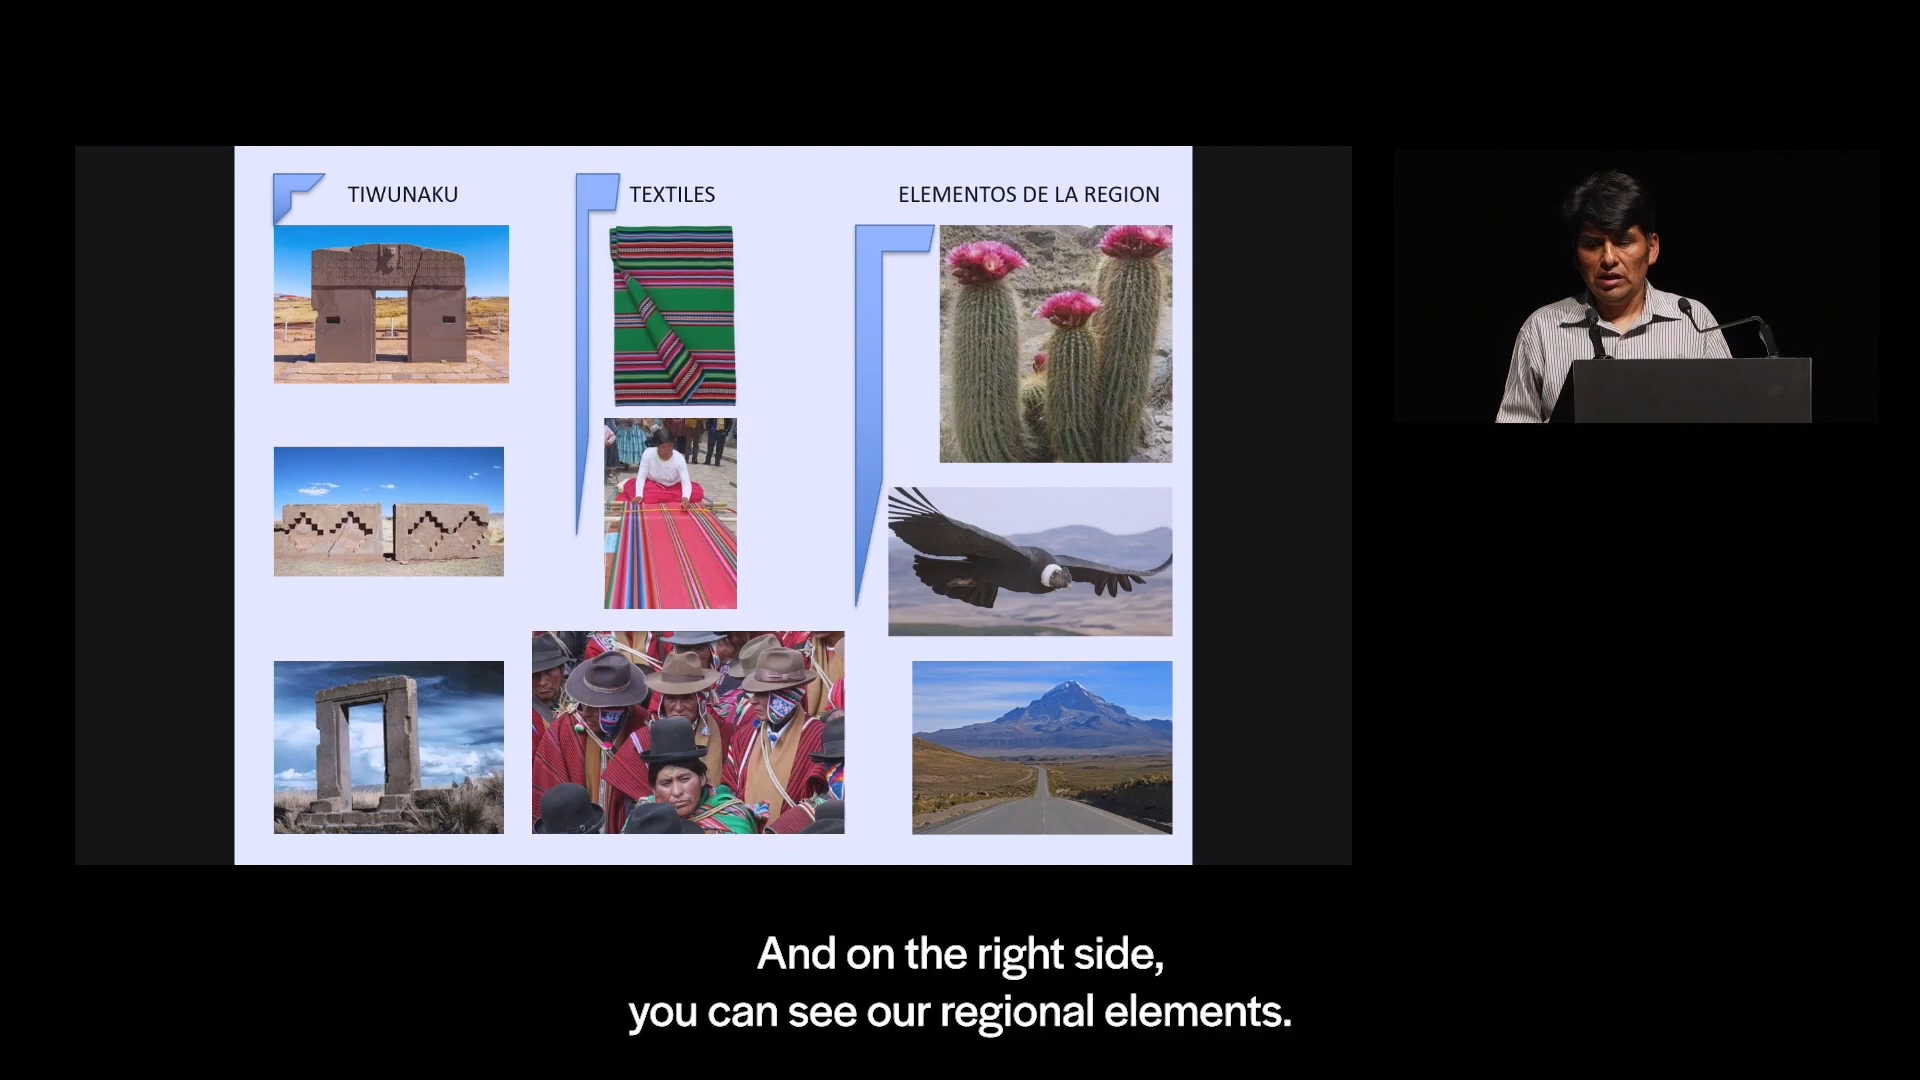 TIWUNAKU
TEXTILES
ELEMENTOS DE LA REGION
And on the right side,
you can see our regional elements.